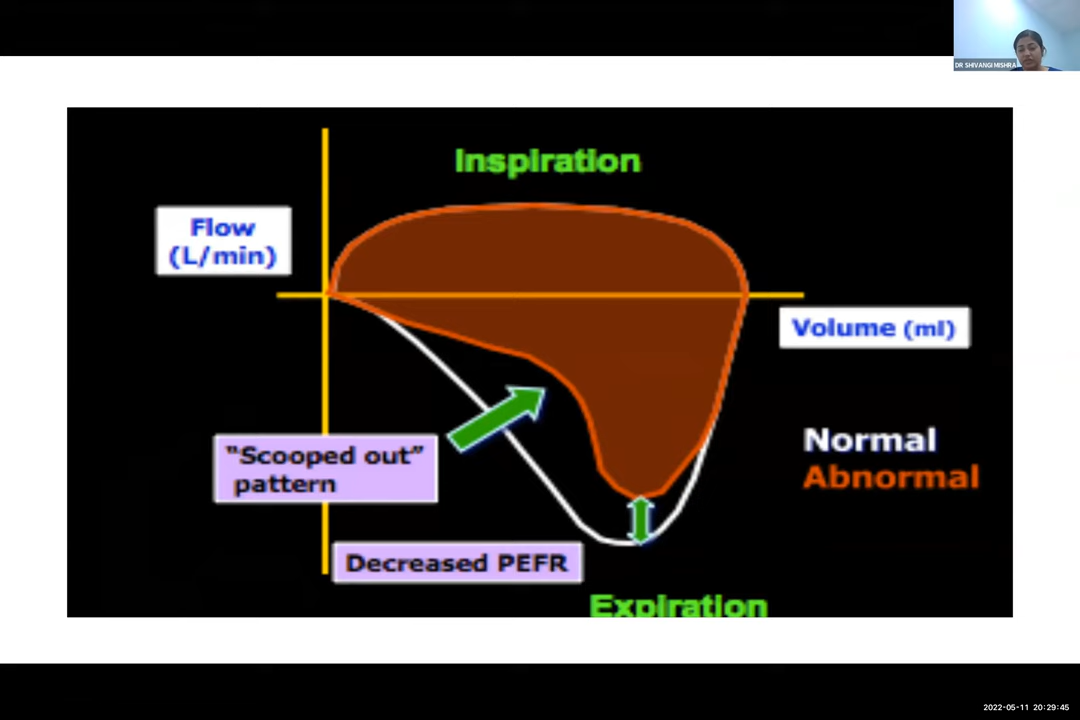 DR SHIVANGI MISHRA
Inspiration
Flow
(L/min)
Volume (ml)
Normal
Abnormal
“Scooped out”
pattern
Decreased PEFR
Expiration
2022-05-11 20:29:45